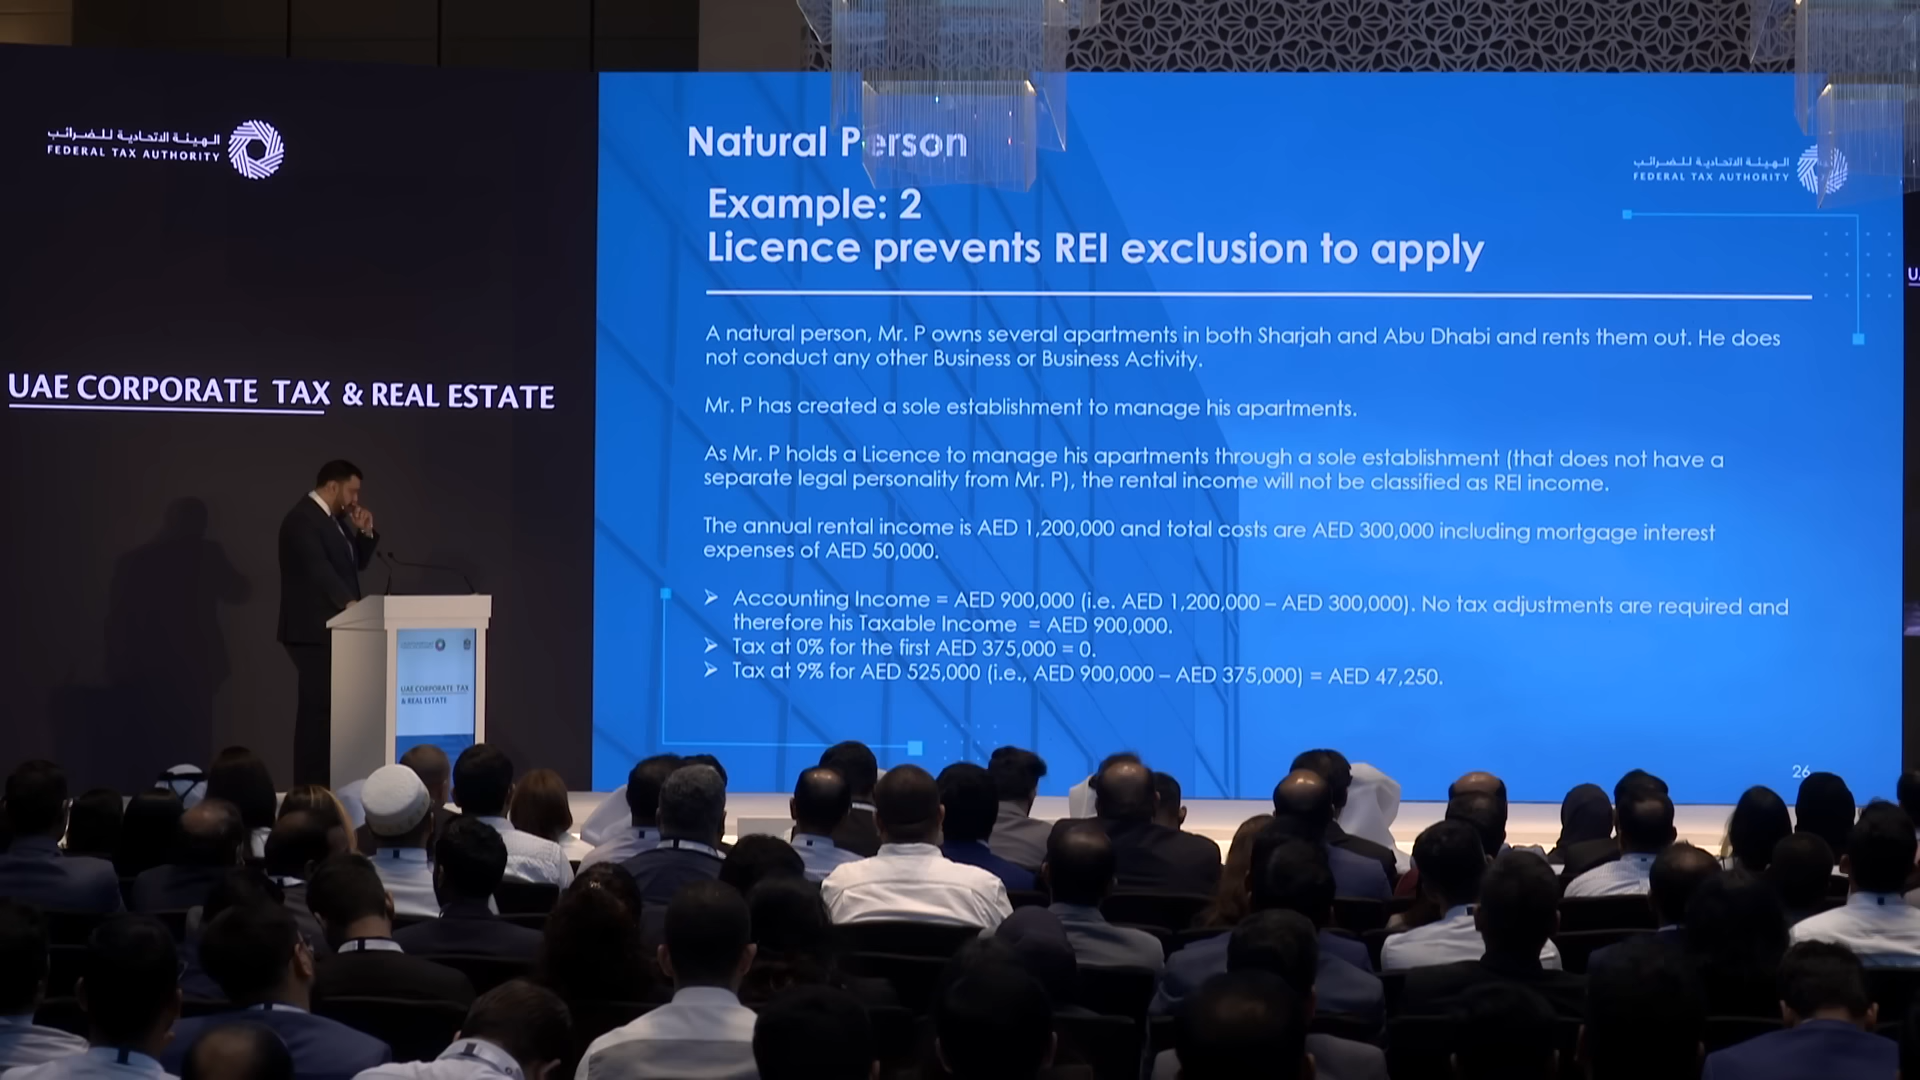 الهيئة الاتحادية للضرائب
FEDERAL TAX AUTHORITY
UAE CORPORATE TAX & REAL ESTATE
Natural Person
الهيئة الاتحادية للضرائب
FEDERAL TAX AUTHORITY
Example: 2
Licence prevents REI exclusion to apply
A natural person, Mr. P owns several apartments in both Sharjah and Abu Dhabi and rents them out. He does
not conduct any other Business or Business Activity.
Mr. P has created a sole establishment to manage his apartments.
As Mr. P holds a Licence to manage his apartments through a sole establishment (that does not have a
separate legal personality from Mr. P), the rental income will not be classified as REI income.
The annual rental income is AED 1,200,000 and total costs are AED 300,000 including mortgage interest
expenses of AED 50,000.
➢ Accounting Income = AED 900,000 (i.e. AED 1,200,000 – AED 300,000). No tax adjustments are required and
therefore his Taxable Income = AED 900,000.
➢ Tax at 0% for the first AED 375,000 = 0.
➢ Tax at 9% for AED 525,000 (i.e., AED 900,000 – AED 375,000) = AED 47,250.
26
UAE CORPORATE TAX
& REAL ESTATE